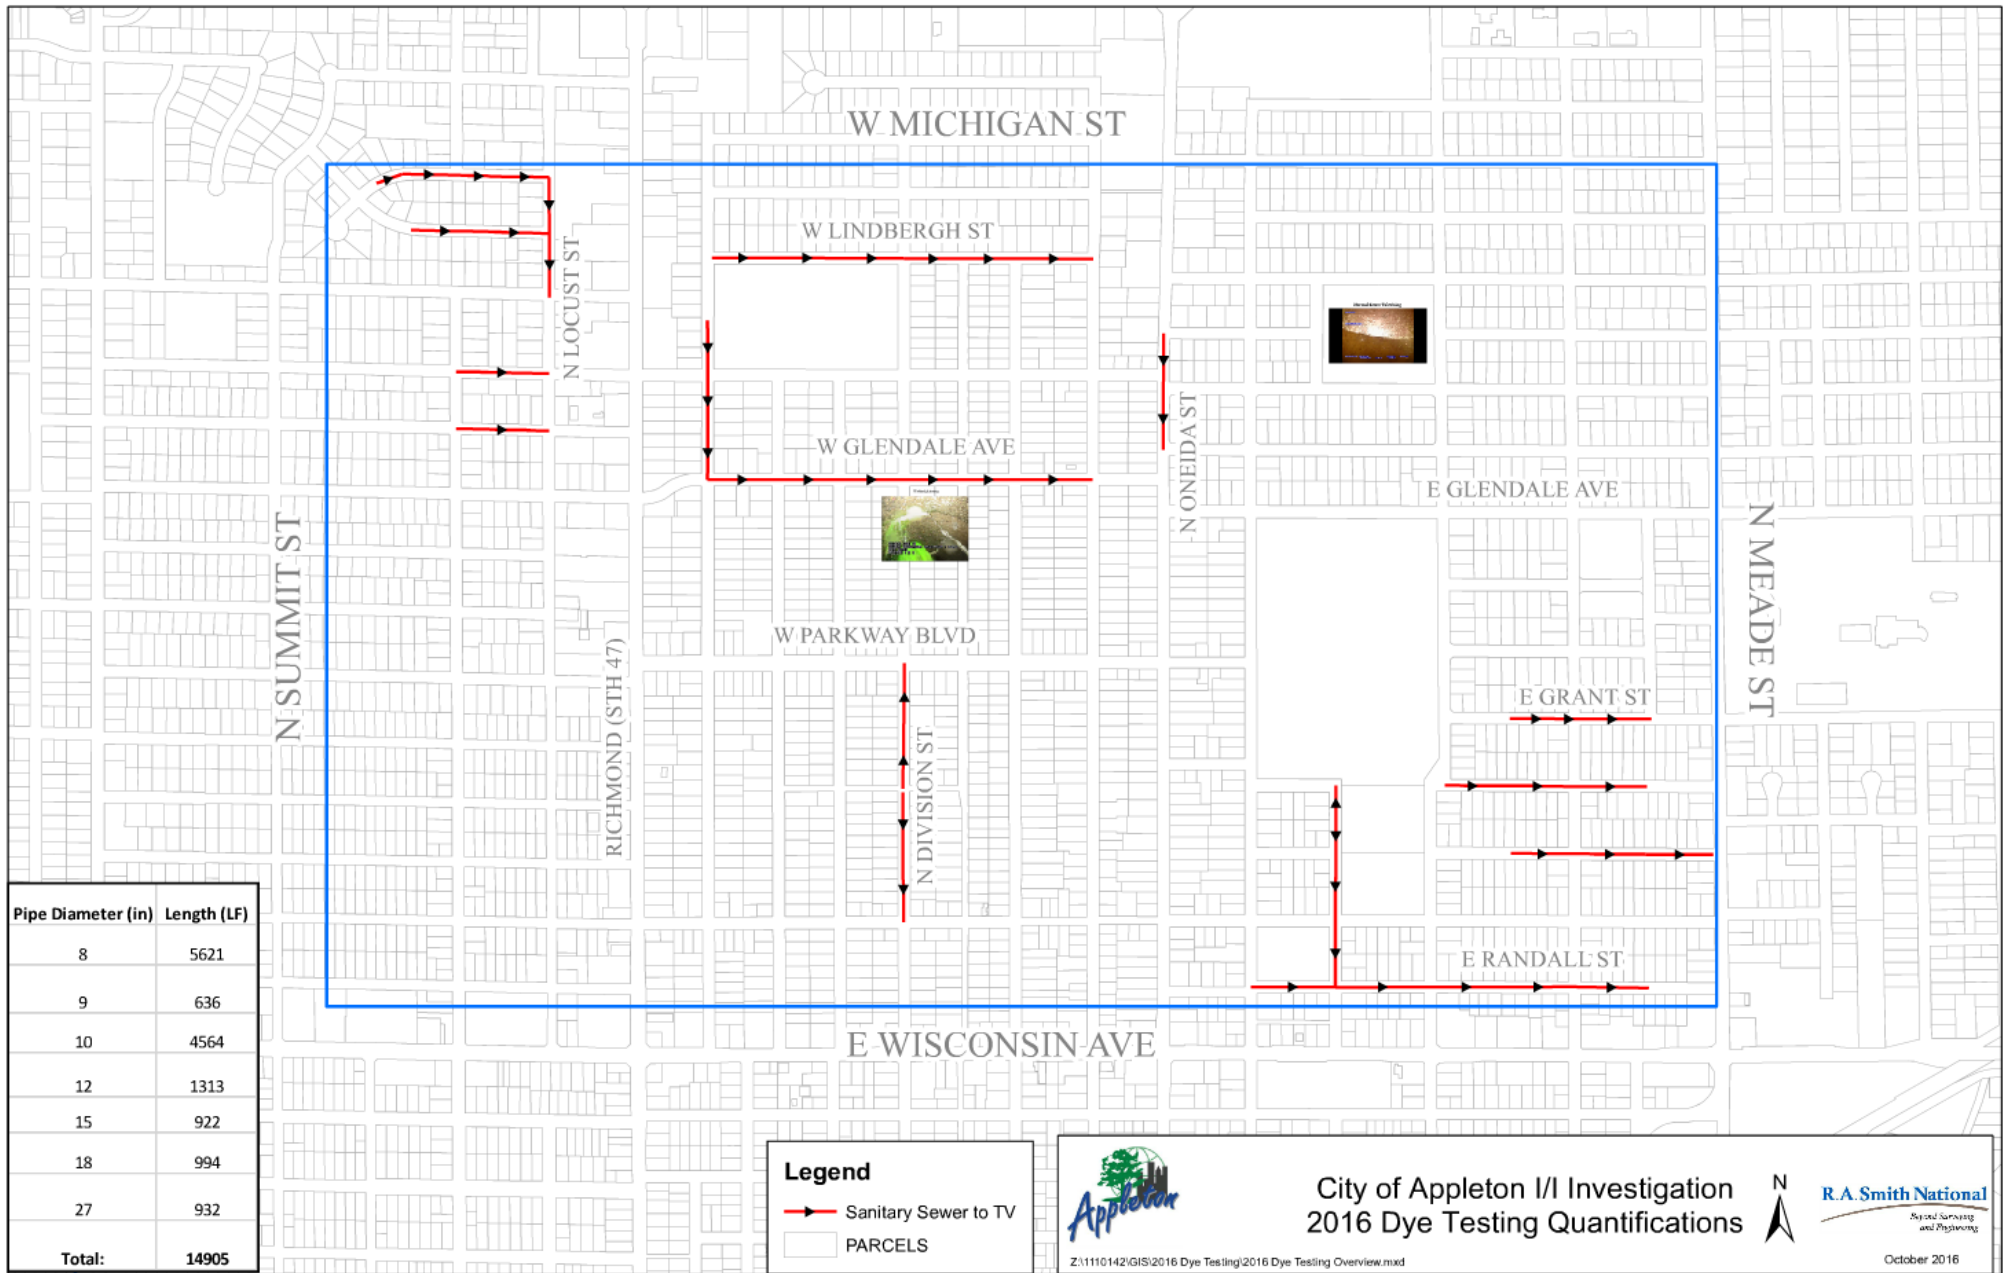 W MICHIGAN ST
W LINDBERGH ST
N LOCUST ST
W GLENDALE AVE
N ONEIDA ST
E GLENDALE AVE
N SUMMIT ST
N MEADE ST
W PARKWAY BLVD
RICHMOND (STH 47)
E GRANT ST
N DIVISION ST
E RANDALL ST
E WISCONSIN AVE
Pipe Diameter (in) Length (LF)
8 5621
9 636
10 4564
12 1313
15 922
18 994
27 932
Total: 14905
Legend
Sanitary Sewer to TV
PARCELS
Appleton
City of Appleton I/I Investigation
2016 Dye Testing Quantifications
Z:\1110142\GIS\2016 Dye Testing\2016 Dye Testing Overview.mxd
N
R.A. Smith National
Beyond Surveying
and Engineering
October 2016